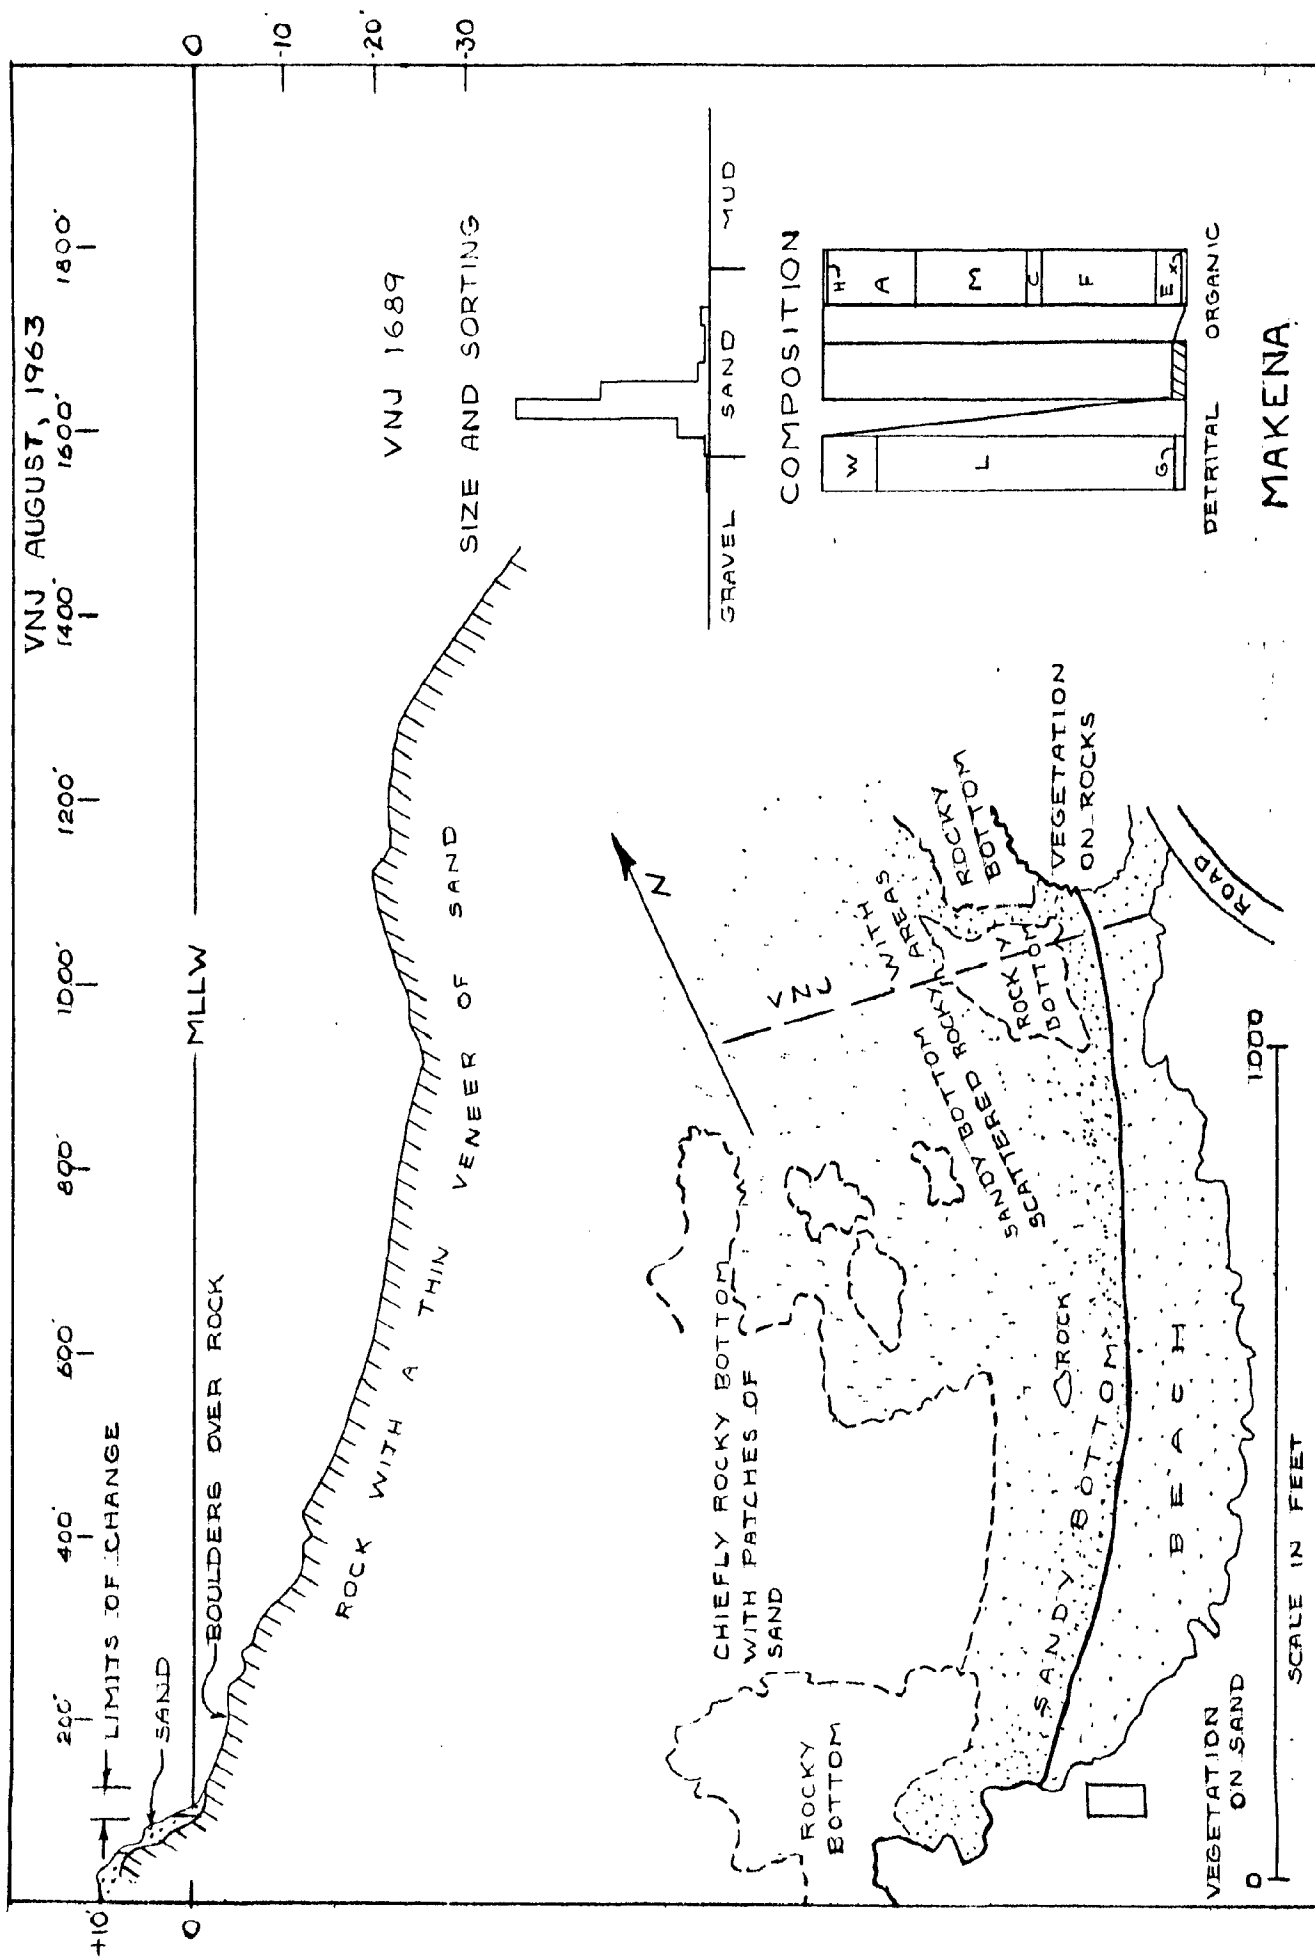 VNJ AUGUST, 1963
200' 400' 600' 800' 1000' 1200' 1400' 1600' 1800'
+10'
0
0
-10'
-20'
-30'
LIMITS OF CHANGE
SAND
BOULDERS OVER ROCK
MLLW
ROCK WITH A THIN VENEER OF SAND
VNJ 1689
SIZE AND SORTING
GRAVEL SAND MUD
COMPOSITION
W
L
G
H
A
M
C
F
E
X
DETRITAL ORGANIC
MAKENA
N
VNJ
CHIEFLY ROCKY BOTTOM
WITH PATCHES OF
SAND
ROCKY
BOTTOM
SANDY BOTTOM WITH
SCATTERED ROCKY AREAS
ROCKY
BOTTOM
ROCKY
BOTTOM
VEGETATION
ON ROCKS
ROCK
SANDY BOTTOM
BEACH
ROAD
VEGETATION
ON SAND
0 1000
SCALE IN FEET